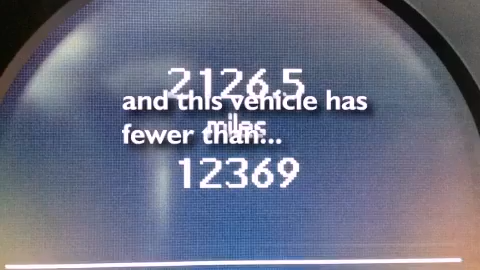 2126.5
and this vehicle has
miles
fewer than...
12369